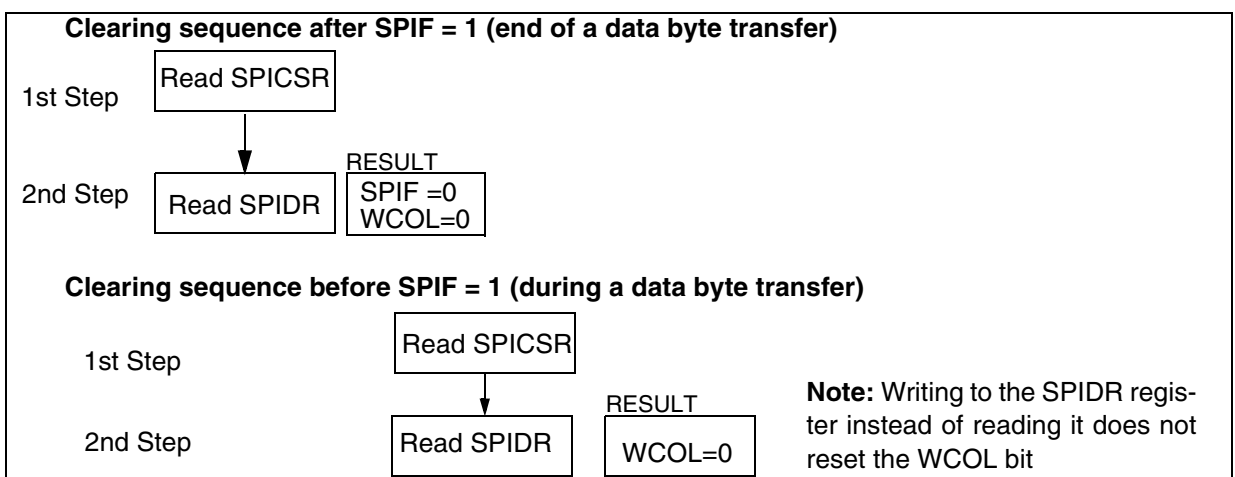 Clearing sequence after SPIF = 1 (end of a data byte transfer)
1st Step
Read SPICSR
2nd Step
Read SPIDR
RESULT
SPIF =0
WCOL=0
Clearing sequence before SPIF = 1 (during a data byte transfer)
1st Step
Read SPICSR
2nd Step
Read SPIDR
RESULT
WCOL=0
Note: Writing to the SPIDR regis-
ter instead of reading it does not
reset the WCOL bit